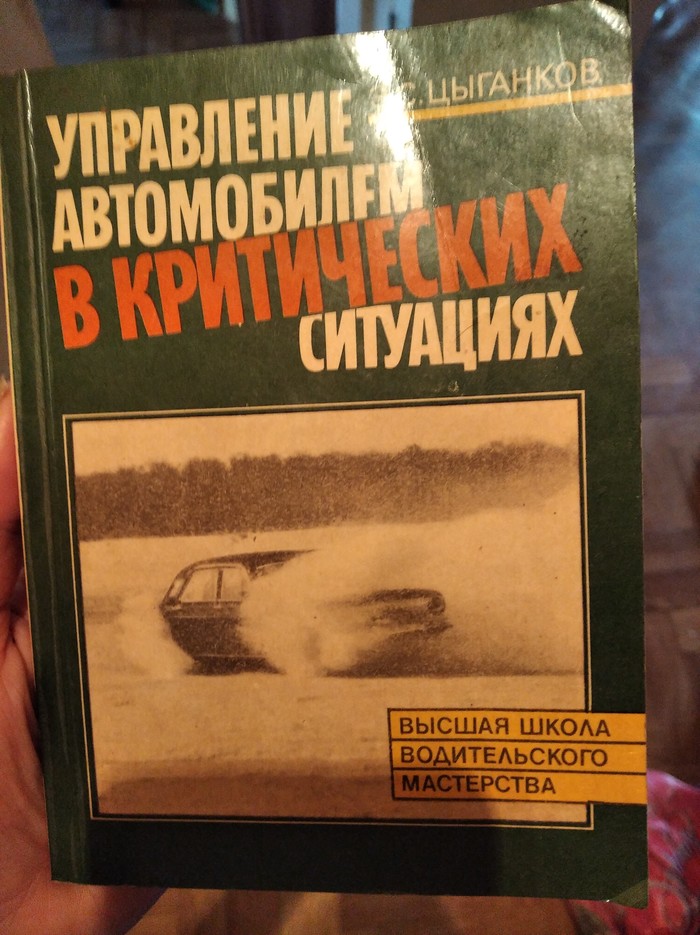 С. ЦЫГАНКОВ
УПРАВЛЕНИЕ
АВТОМОБИЛЕМ
В КРИТИЧЕСКИХ
СИТУАЦИЯХ
ВЫСШАЯ ШКОЛА
ВОДИТЕЛЬСКОГО
МАСТЕРСТВА